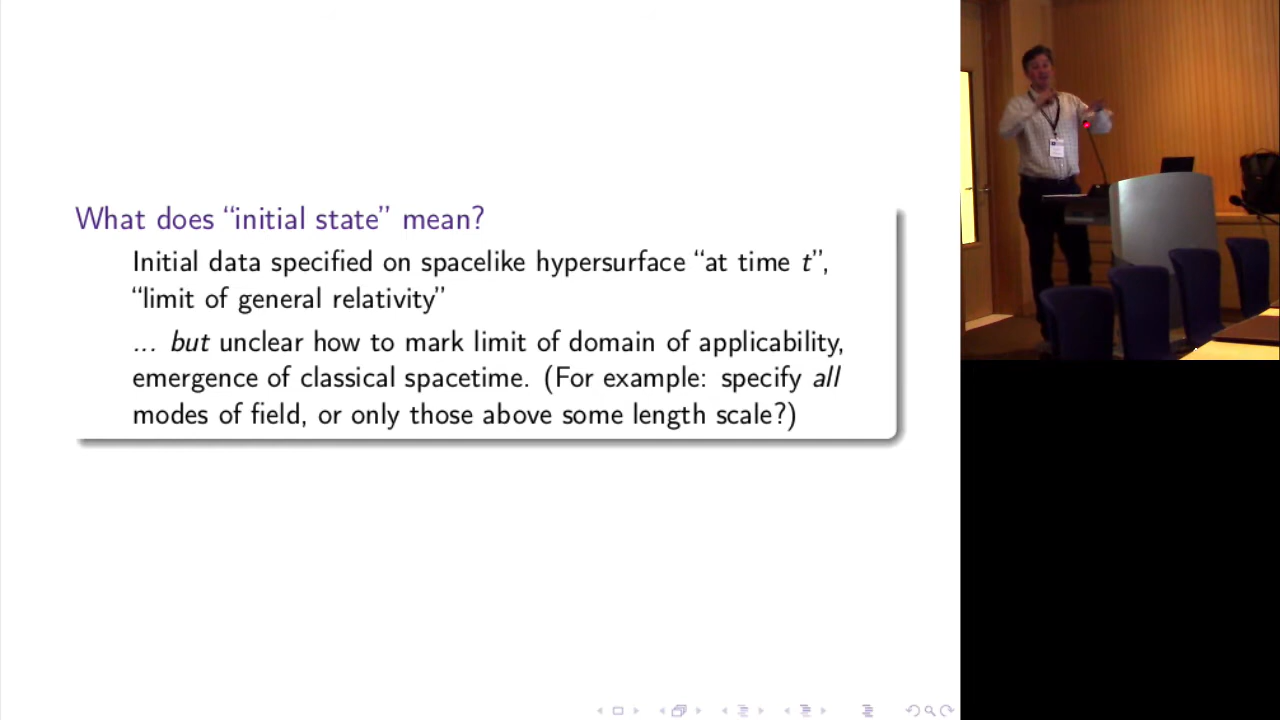 What does “initial state” mean?
Initial data specified on spacelike hypersurface “at time t”,
“limit of general relativity”
... but unclear how to mark limit of domain of applicability,
emergence of classical spacetime. (For example: specify all
modes of field, or only those above some length scale?)